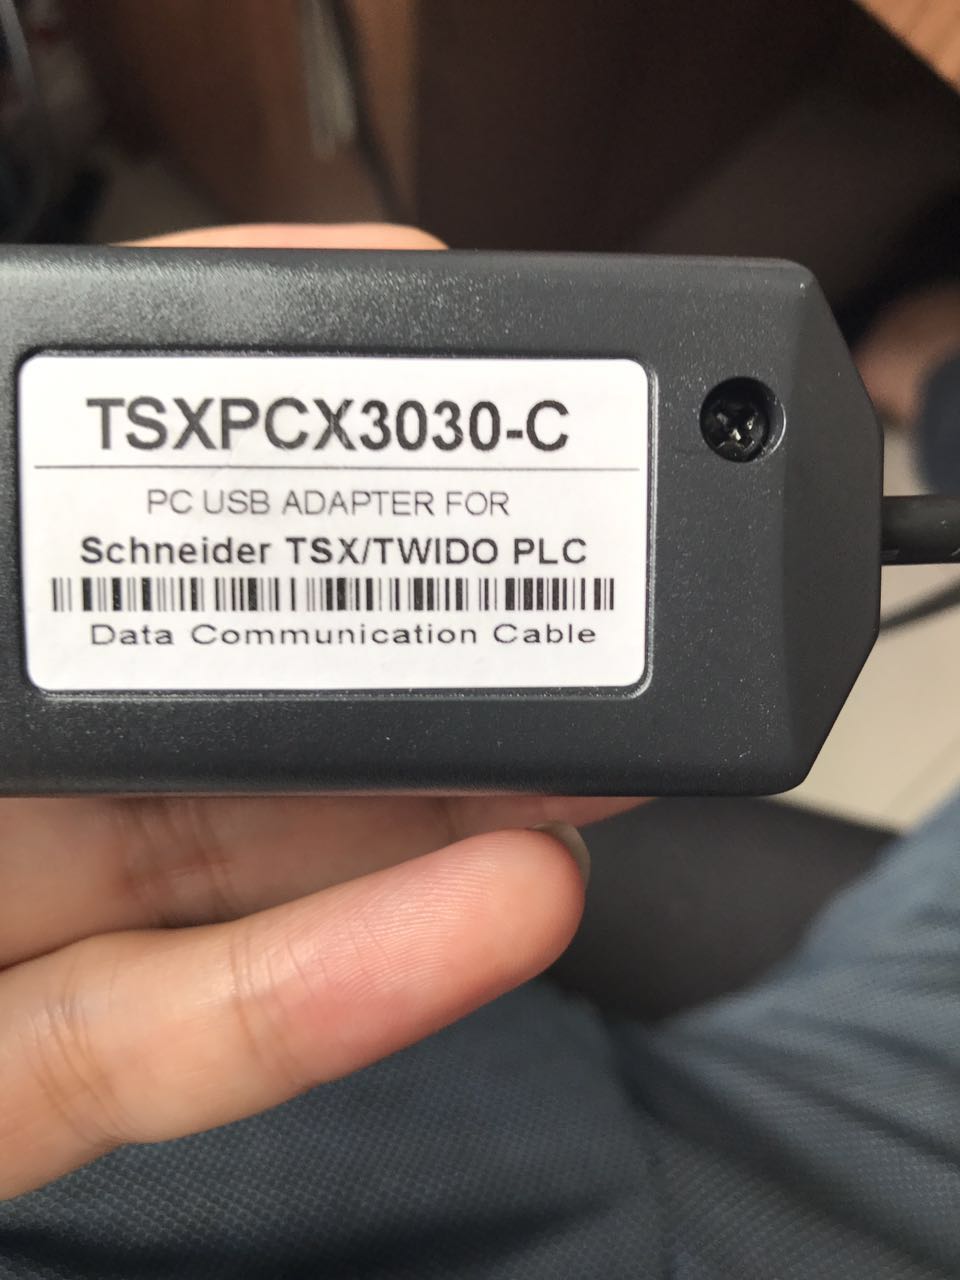 TSXPCX3030-C
PC USB ADAPTER FOR
Schneider TSX/TWIDO PLC
Data Communication Cable